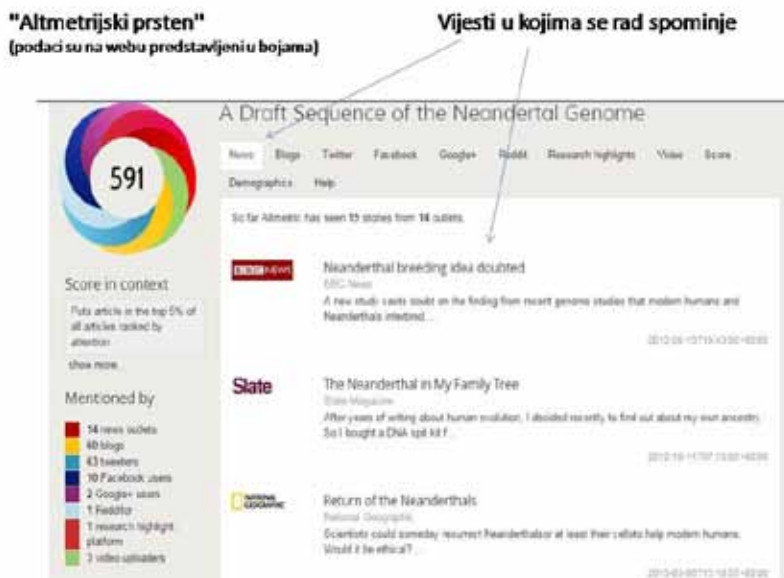 "Altmetrijski prsten"
(podaci su na webu predstavljeni u bojama)
Vijesti u kojima se rad spominje
A Draft Sequence of the Neandertal Genome
News Blogs Twitter Facebook Google+ Reddit Research highlights Video Score
Demographics Help
591
So far Altmetric has seen 15 stories from 14 outlets.
BBC NEWS
Neanderthal breeding idea doubted
BBC News
A new study casts doubt on the finding from recent genome studies that modern humans and
Neanderthals interbred...
Score in context
Puts article in the top 5% of
all articles ranked by
attention
show more...
Slate
The Neanderthal in My Family Tree
Slate Magazine
After years of writing about human evolution, I decided recently to find out about my own ancestry.
So I bought a DNA spit kit f...
Mentioned by
14 news outlets
40 blogs
43 tweeters
10 Facebook users
2 Google+ users
1 Redditor
1 research highlight
platform
3 video uploaders
NATIONAL
GEOGRAPHIC
Return of the Neanderthals
National Geographic
Scientists could someday resurrect Neanderthals or at least their cells to help modern humans.
Would it be ethical?...